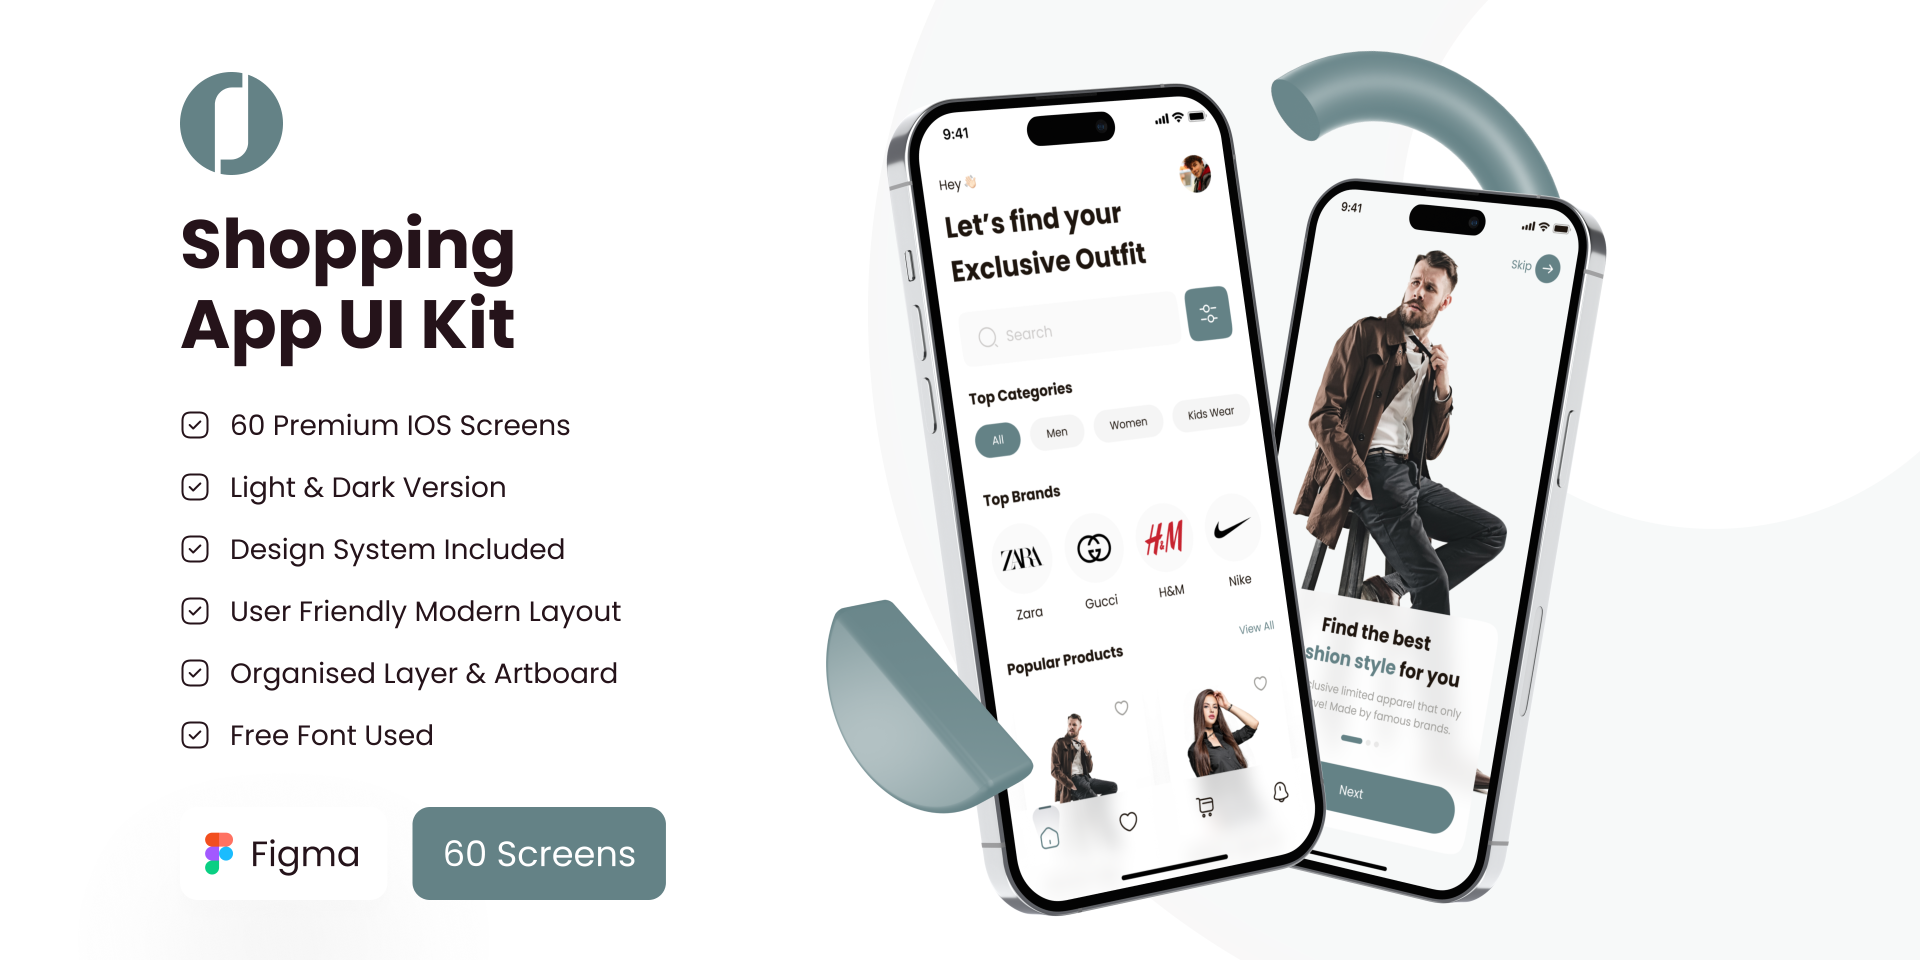 Shopping
App UI Kit
60 Premium IOS Screens
Light & Dark Version
Design System Included
User Friendly Modern Layout
Organised Layer & Artboard
Free Font Used
Figma
60 Screens
9:41
Hey 👋🏻
Let's find your
Exclusive Outfit
Search
Top Categories
All Men Women Kids Wear
Top Brands
ZARA H&M
Zara Gucci H&M Nike
View All
Popular Products
9:41
Skip
Find the best
shion style for you
clusive limited apparel that only
ve! Made by famous brands.
Next